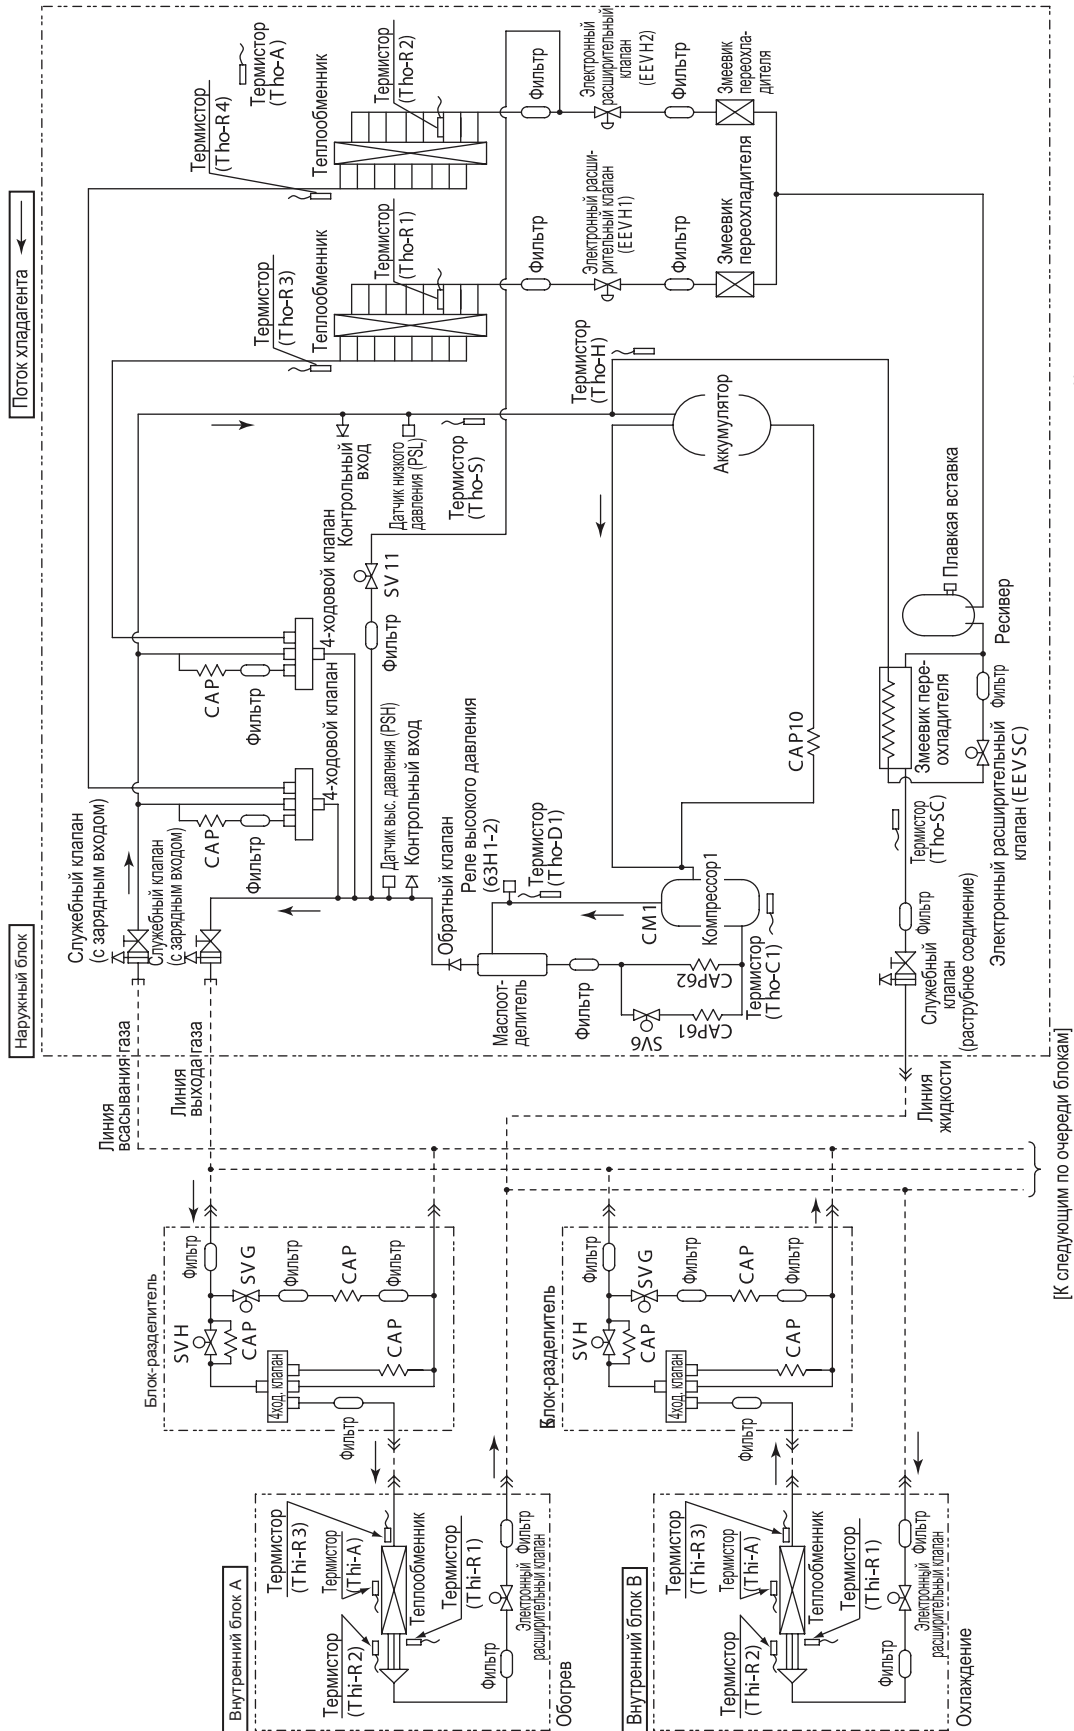 Поток хладагента
Наружный блок
Термистор
(Tho-R4)
Термистор
(Tho-A)
Теплообменник
Термистор
(Tho-R2)
Термистор
(Tho-R3)
Теплообменник
Термистор
(Tho-R1)
Фильтр
Электронный
расширительный
клапан
(EEVH2)
Фильтр
Змеевик
переохла-
дителя
Фильтр
Электронный расши-
рительный клапан
(EEVH1)
Фильтр
Змеевик
переохладителя
Термистор
(Tho-H)
Аккумулятор
Контрольный
вход
Датчик низкого
давления (PSL)
Термистор
(Tho-S)
4-ходовой клапан
4-ходовой клапан
SV11
Фильтр
CAP
Фильтр
CAP
Фильтр
Служебный клапан
(с зарядным входом)
Служебный клапан
(с зарядным входом)
Датчик выс. давления (PSH)
Контрольный вход
Обратный клапан
Реле высокого давления
(63H1-2)
Термистор
(Tho-D1)
CM1
Компрессор1
Термистор
(Tho-C1)
Маслоот-
делитель
Фильтр
CAP62
CAP61
SV6
CAP10
Плавкая вставка
Ресивер
Змеевик пере-
охладителя
Фильтр
Электронный расширительный
клапан (EEVSC)
Термистор
(Tho-SC)
Фильтр
Служебный
клапан
(раструбное соединение)
Линия
всасывания газа
Линия
выхода газа
Линия
жидкости
[К следующим по очереди блокам]
Блок-разделитель
Фильтр
SVG
Фильтр
CAP
Фильтр
SVH
CAP
CAP
4ход. клапан
Фильтр
Блок-разделитель
Фильтр
SVG
Фильтр
CAP
Фильтр
SVH
CAP
CAP
4ход. клапан
Фильтр
Внутренний блок A
Термистор
(Thi-R3)
Термистор
(Thi-A)
Теплообменник
Термистор
(Thi-R1)
Термистор
(Thi-R2)
Фильтр
Электронный
расширительный клапан
Фильтр
Обогрев
Внутренний блок B
Термистор
(Thi-R3)
Термистор
(Thi-A)
Теплообменник
Термистор
(Thi-R1)
Термистор
(Thi-R2)
Фильтр
Электронный
расширительный клапан
Фильтр
Охлаждение